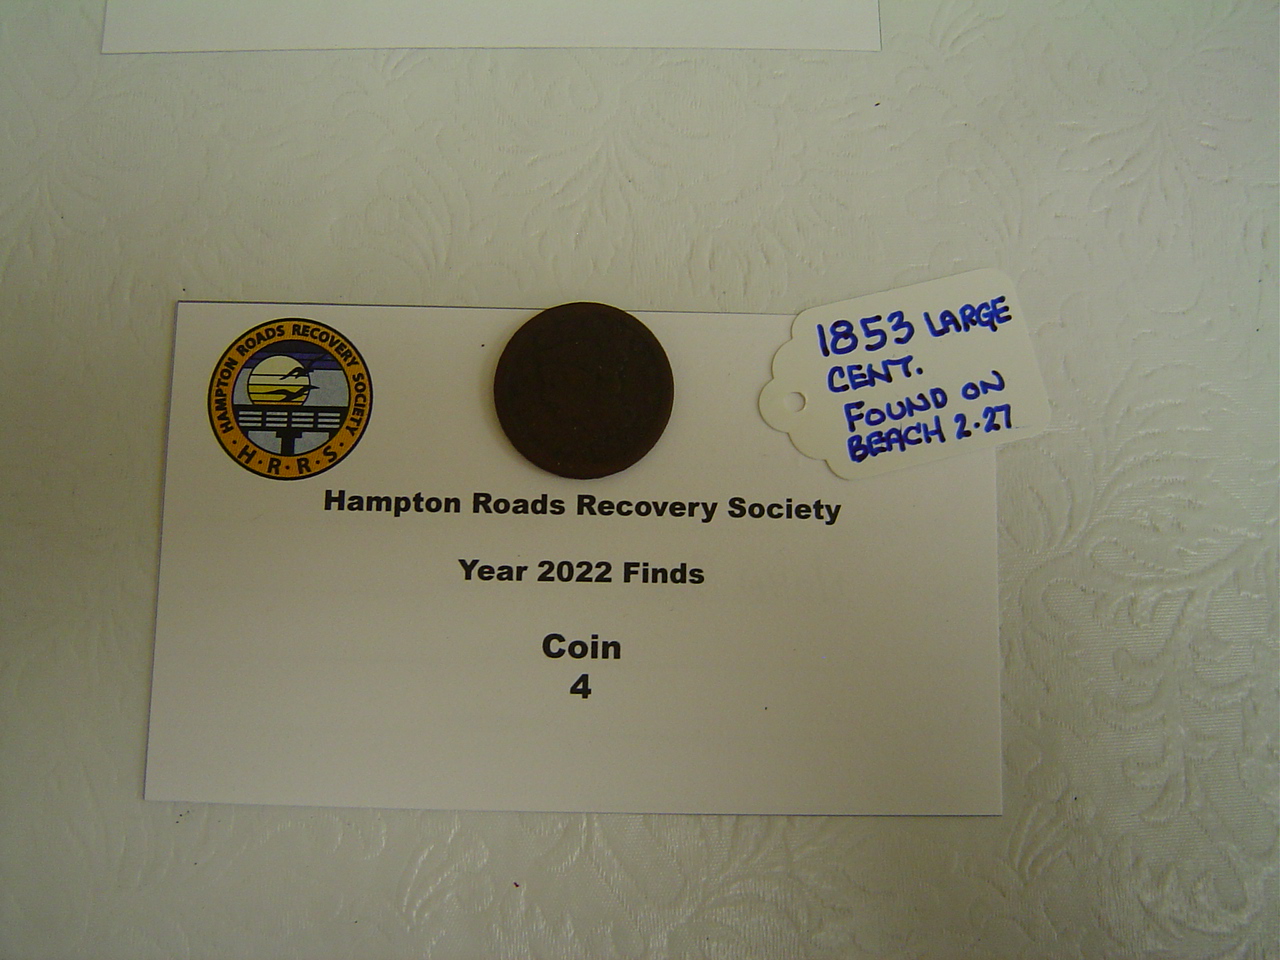 HAMPTON ROADS RECOVERY SOCIETY
· H · R · R · S ·
1853 LARGE
CENT.
FOUND ON
BEACH 2·27
Hampton Roads Recovery Society
Year 2022 Finds
Coin
4